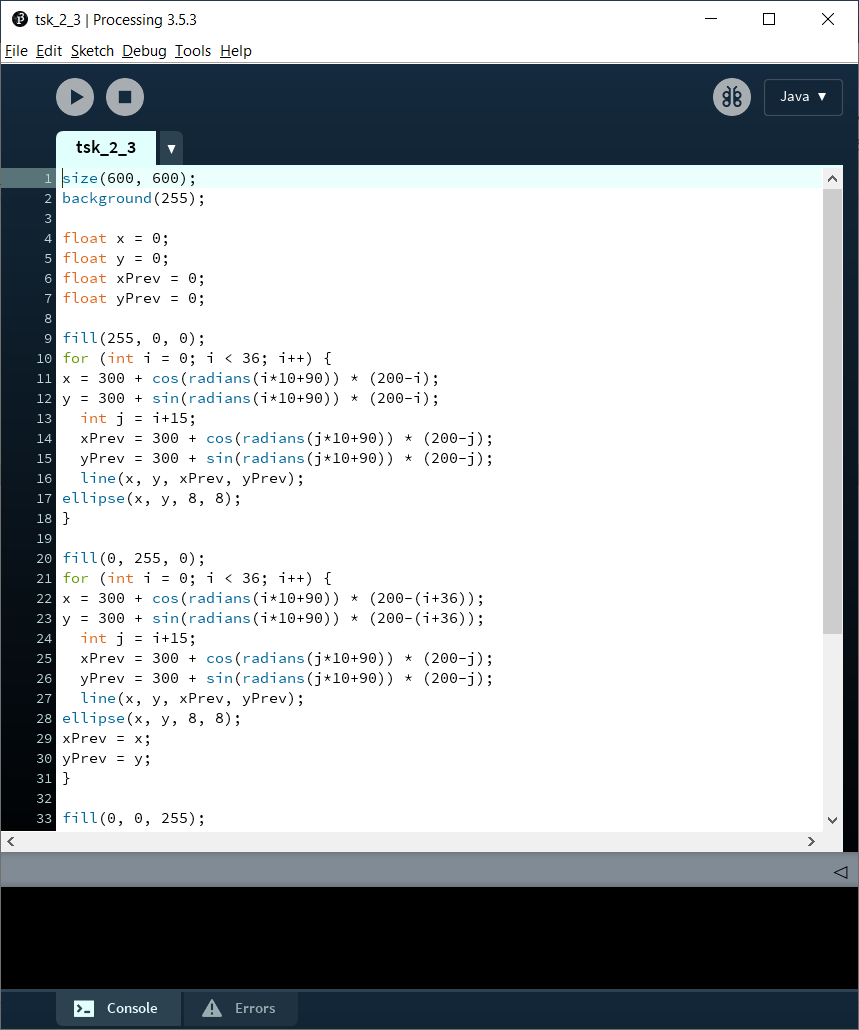 tsk_2_3 | Processing 3.5.3
File Edit Sketch Debug Tools Help
Java ▼
tsk_2_3 ▼
1 size(600, 600);
2 background(255);
3
4 float x = 0;
5 float y = 0;
6 float xPrev = 0;
7 float yPrev = 0;
8
9 fill(255, 0, 0);
10 for (int i = 0; i < 36; i++) {
11 x = 300 + cos(radians(i*10+90)) * (200-i);
12 y = 300 + sin(radians(i*10+90)) * (200-i);
13   int j = i+15;
14   xPrev = 300 + cos(radians(j*10+90)) * (200-j);
15   yPrev = 300 + sin(radians(j*10+90)) * (200-j);
16   line(x, y, xPrev, yPrev);
17 ellipse(x, y, 8, 8);
18 }
19
20 fill(0, 255, 0);
21 for (int i = 0; i < 36; i++) {
22 x = 300 + cos(radians(i*10+90)) * (200-(i+36));
23 y = 300 + sin(radians(i*10+90)) * (200-(i+36));
24   int j = i+15;
25   xPrev = 300 + cos(radians(j*10+90)) * (200-j);
26   yPrev = 300 + sin(radians(j*10+90)) * (200-j);
27   line(x, y, xPrev, yPrev);
28 ellipse(x, y, 8, 8);
29 xPrev = x;
30 yPrev = y;
31 }
32
33 fill(0, 0, 255);
Console Errors